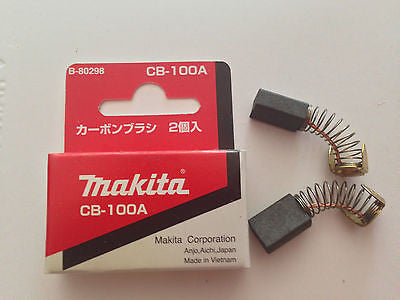 B-80298 CB-100A
カーボンブラシ 2個入
makita
CB-100A
Makita Corporation
Anjo,Aichi,Japan
Made in Vietnam